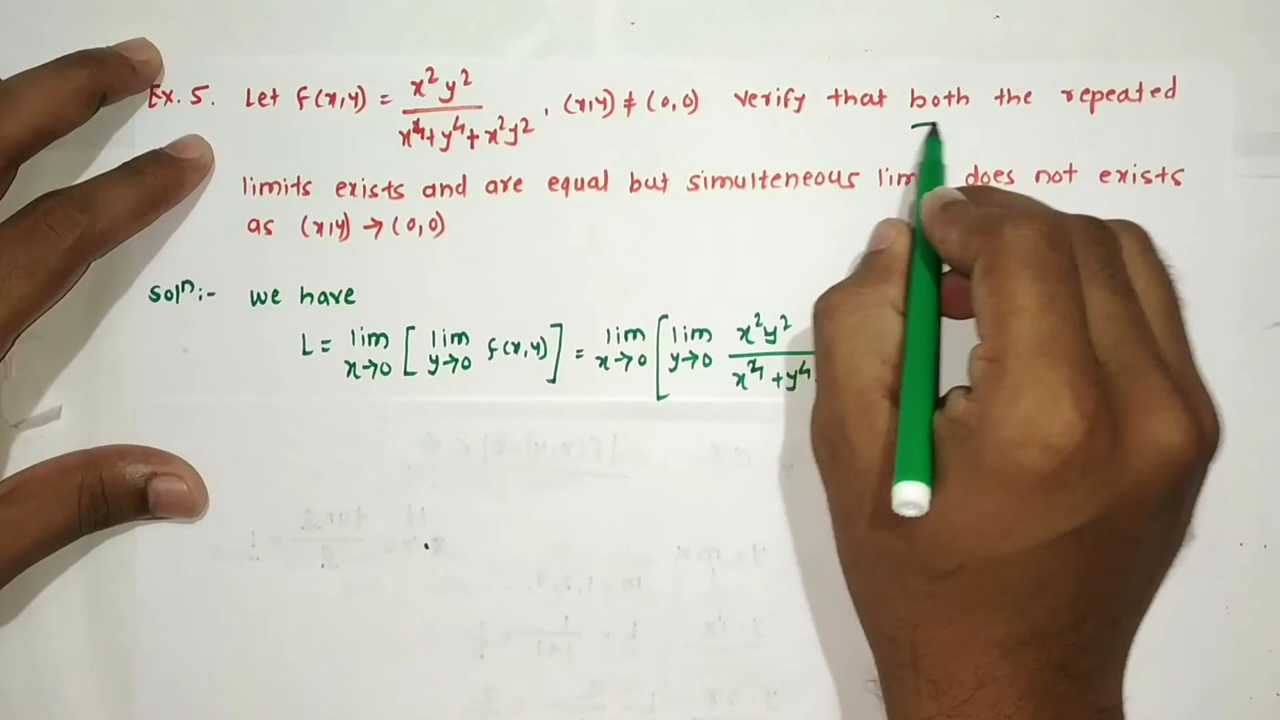 Ex. 5. Let f(x,y) = x²y² / x⁴+y⁴+x²y² , (x,y) ≠ (0,0) verify that both the repeated
limits exists and are equal but simulteneous does not exists
as (x,y) → (0,0)
Solⁿ:- we have
L = lim x→0 [ lim y→0 f(x,y) ] = lim x→0 [ lim y→0 x²y² / x⁴+y⁴